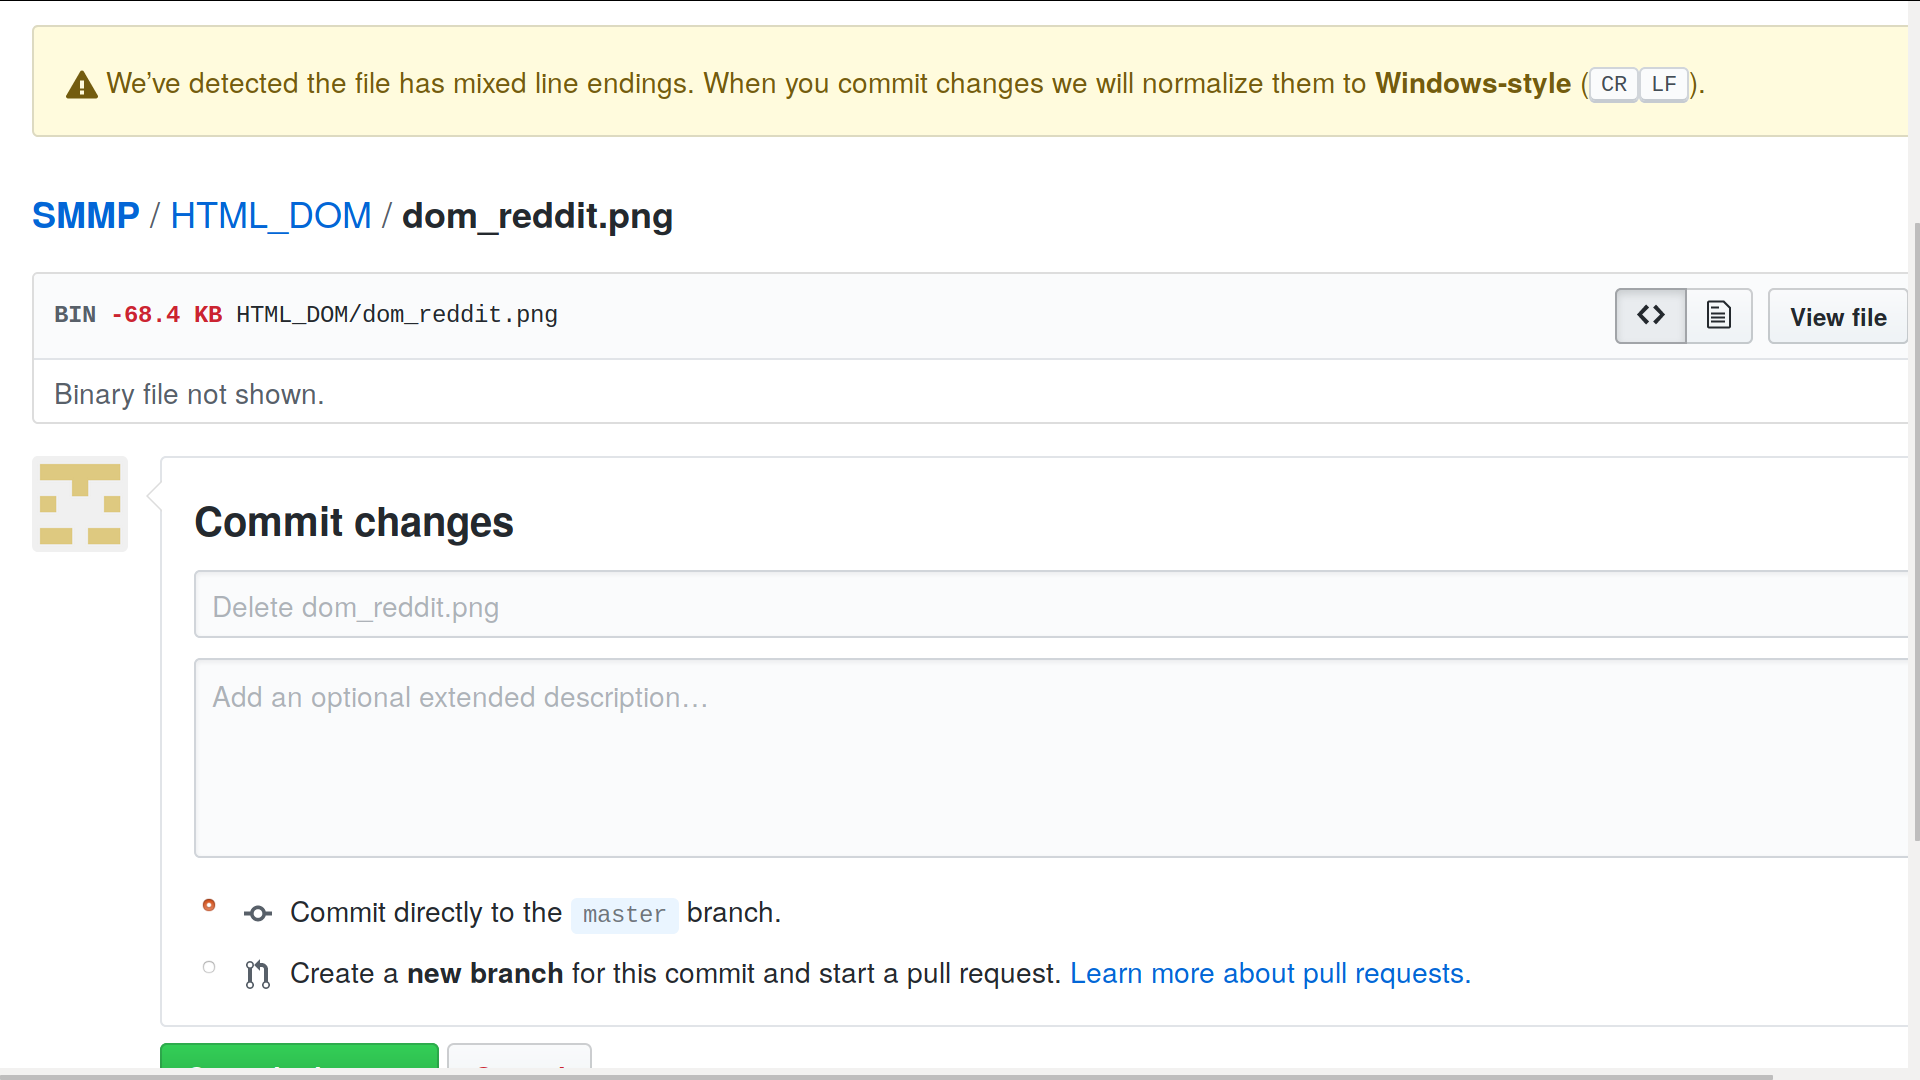 We've detected the file has mixed line endings. When you commit changes we will normalize them to Windows-style (CR LF).
SMMP / HTML_DOM / dom_reddit.png
BIN -68.4 KB HTML_DOM/dom_reddit.png
View file
Binary file not shown.
Commit changes
Delete dom_reddit.png
Add an optional extended description…
Commit directly to the master branch.
Create a new branch for this commit and start a pull request. Learn more about pull requests.